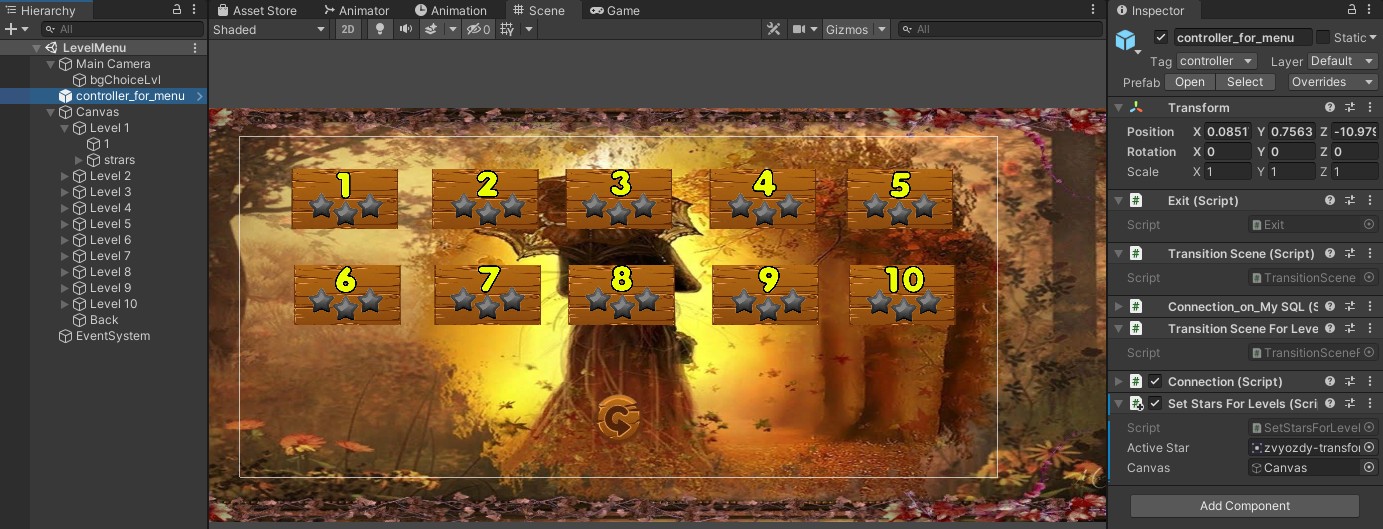 Hierarchy
All
LevelMenu
Main Camera
bgChoiceLvl
controller_for_menu
Canvas
Level 1
1
strars
Level 2
Level 3
Level 4
Level 5
Level 6
Level 7
Level 8
Level 9
Level 10
Back
EventSystem
Asset Store
Animator
Animation
Scene
Game
Shaded
2D
0
Gizmos
All
1
2
3
4
5
6
7
8
9
10
Inspector
controller_for_menu
Static
Tag controller Layer Default
Prefab Open Select Overrides
Transform
Position X 0.0851 Y 0.7563 Z -10.979
Rotation X 0 Y 0 Z 0
Scale X 1 Y 1 Z 1
# Exit (Script)
Script Exit
# Transition Scene (Script)
Script TransitionScene
# Connection_on_My SQL (S
# Transition Scene For Leve
Script TransitionSceneF
# Connection (Script)
# Set Stars For Levels (Scri
Script SetStarsForLevel
Active Star zvyozdy-transfor
Canvas Canvas
Add Component